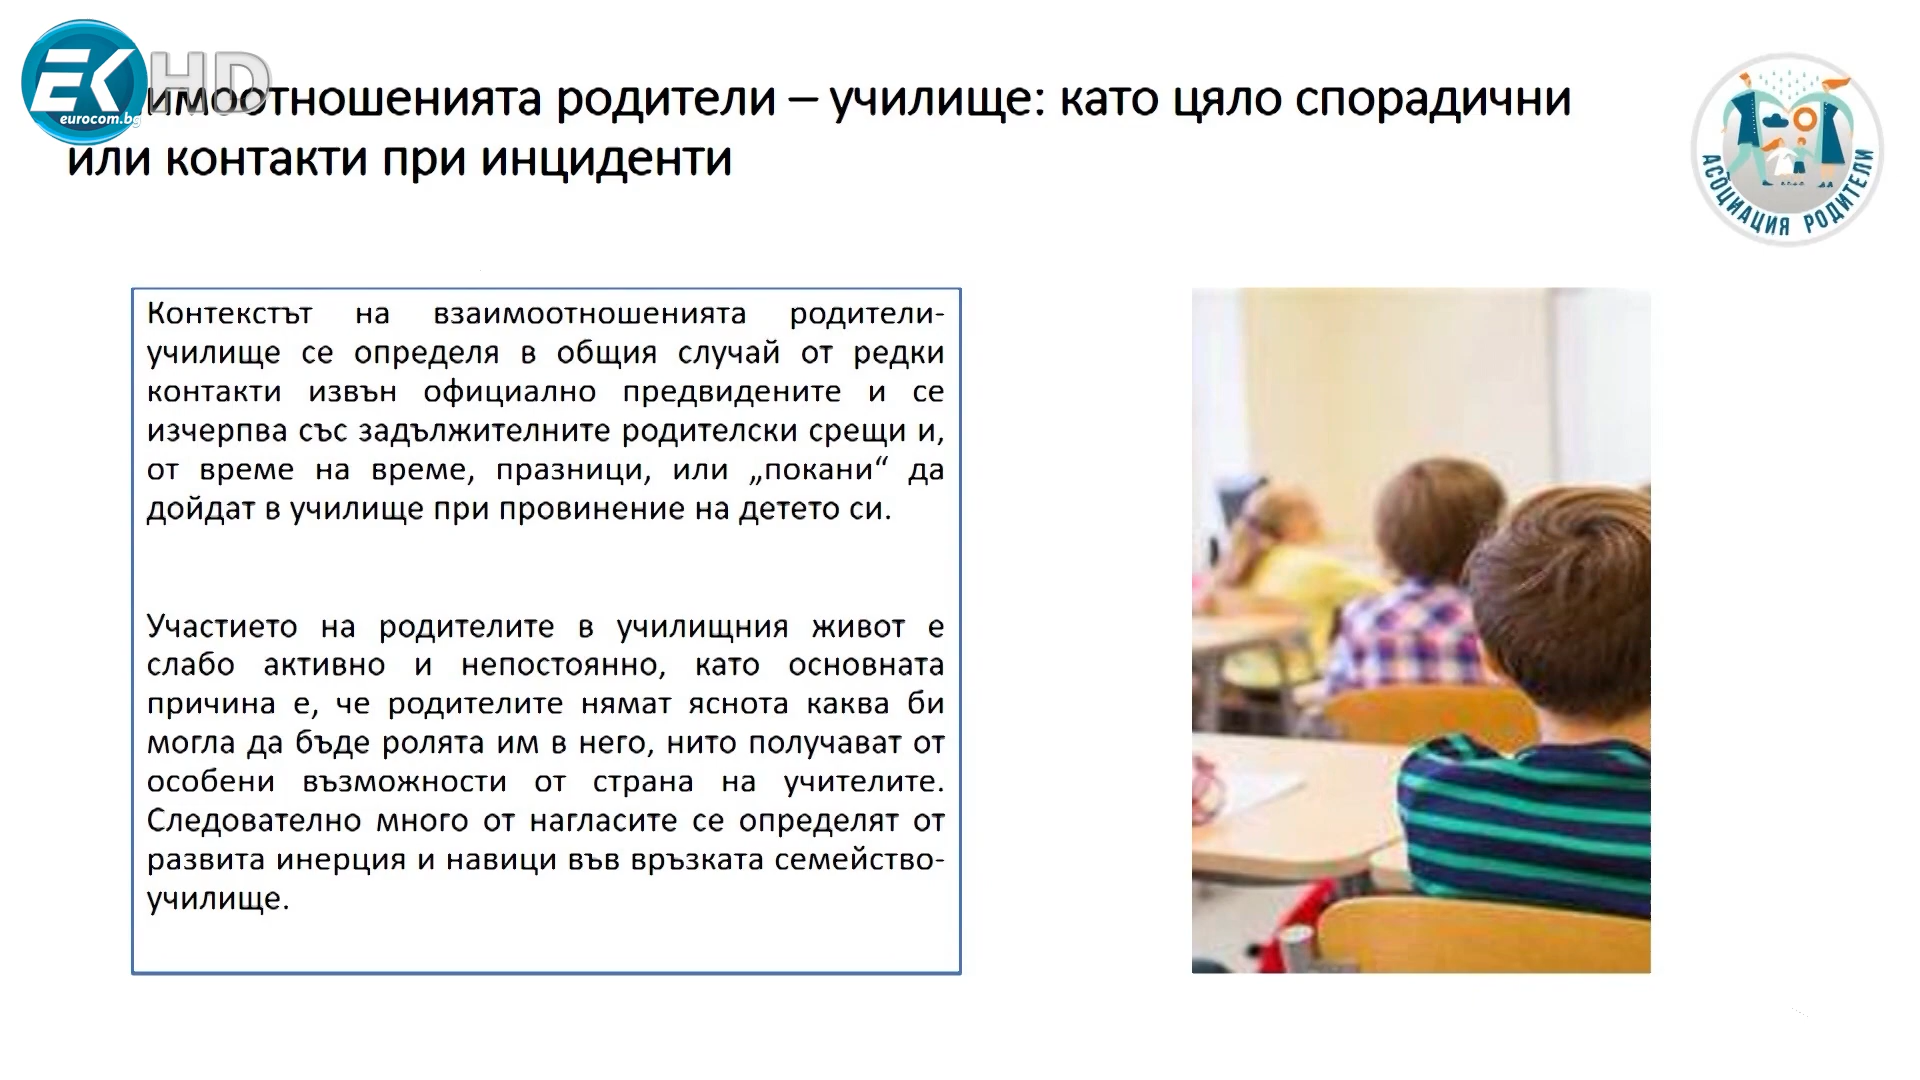 EK HD
eurocom.bg
имоотношенията родители – училище: като цяло спорадични
или контакти при инциденти
АСОЦИАЦИЯ РОДИТЕЛИ
Контекстът на взаимоотношенията родители-
училище се определя в общия случай от редки
контакти извън официално предвидените и се
изчерпва със задължителните родителски срещи и,
от време на време, празници, или „покани“ да
дойдат в училище при провинение на детето си.
Участието на родителите в училищния живот е
слабо активно и непостоянно, като основната
причина е, че родителите нямат яснота каква би
могла да бъде ролята им в него, нито получават от
особени възможности от страна на учителите.
Следователно много от нагласите се определят от
развита инерция и навици във връзката семейство-
училище.